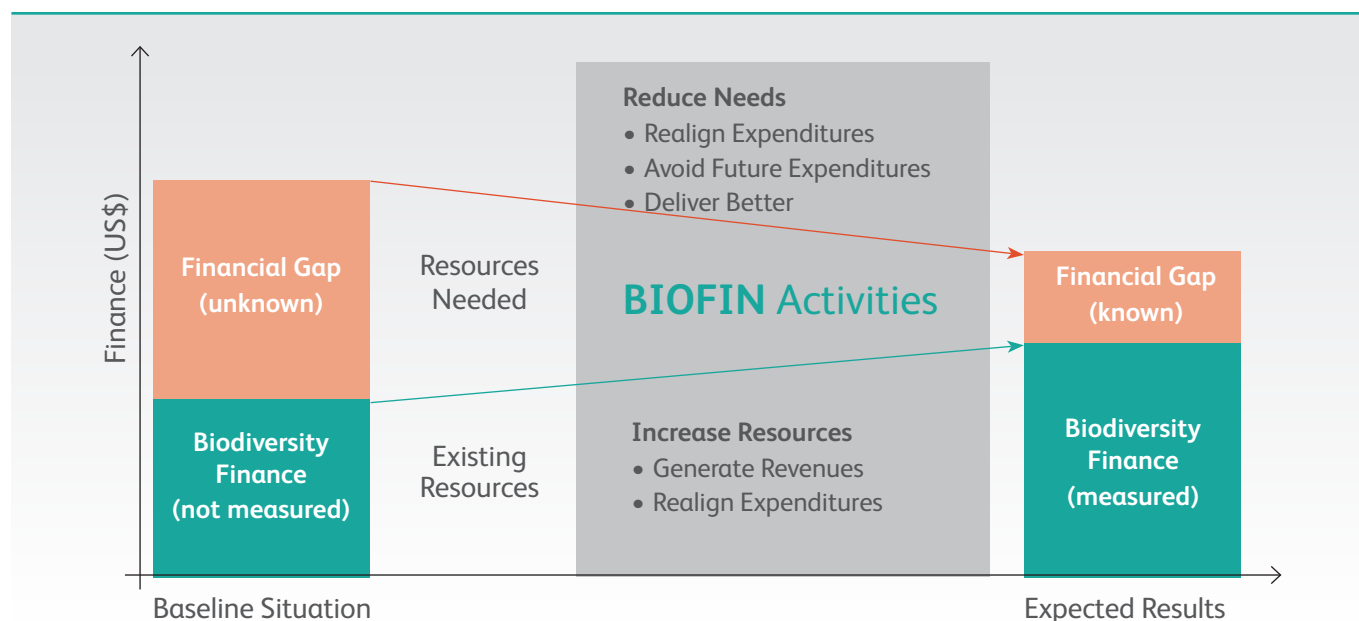 Finance (US$)
Financial Gap
(unknown)
Biodiversity
Finance
(not measured)
Baseline Situation
Resources
Needed
Existing
Resources
Reduce Needs
• Realign Expenditures
• Avoid Future Expenditures
• Deliver Better
BIOFIN Activities
Increase Resources
• Generate Revenues
• Realign Expenditures
Financial Gap
(known)
Biodiversity
Finance
(measured)
Expected Results